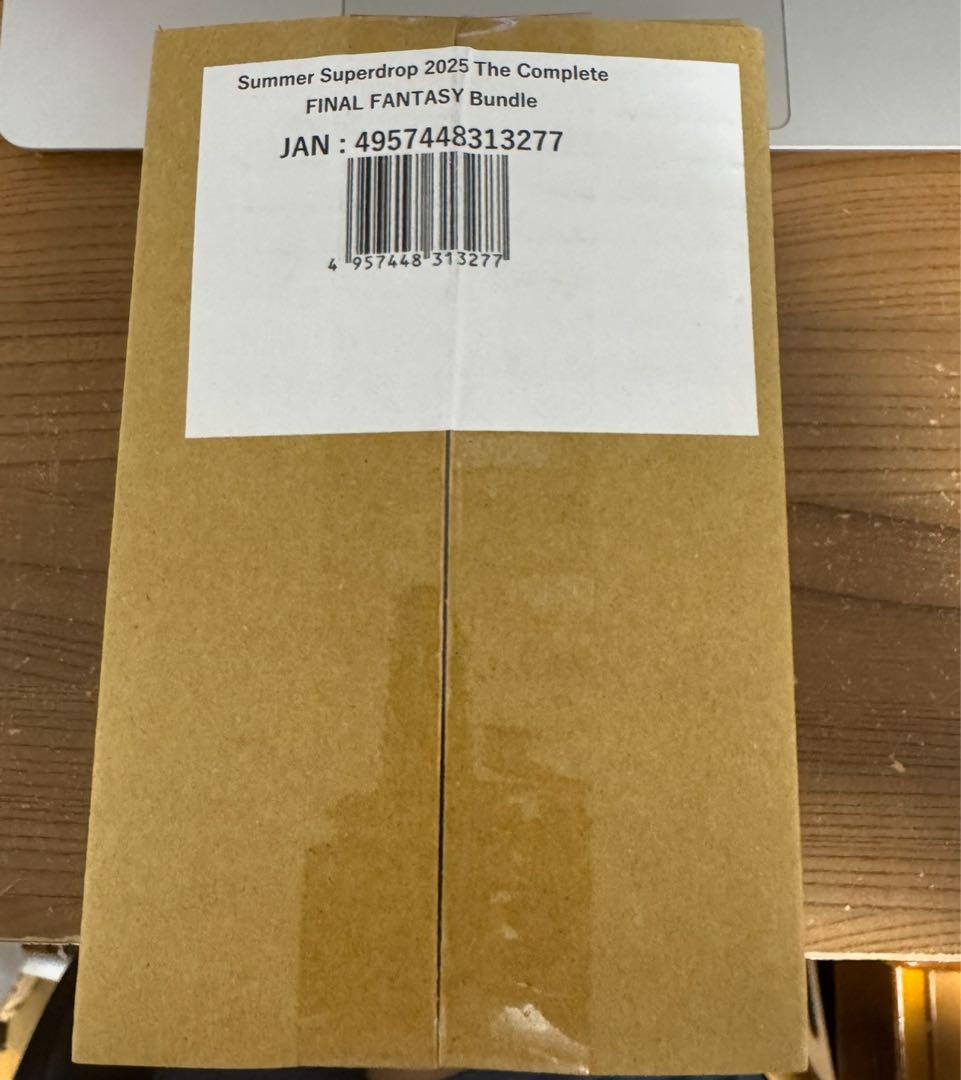 Summer Superdrop 2025 The Complete
FINAL FANTASY Bundle
JAN : 4957448313277
4 957448 313277